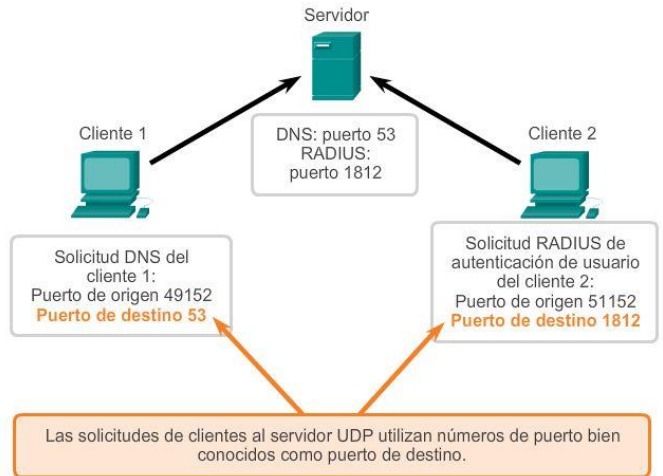 Servidor
Cliente 1
DNS: puerto 53
RADIUS:
puerto 1812
Cliente 2
Solicitud DNS del
cliente 1:
Puerto de origen 49152
Puerto de destino 53
Solicitud RADIUS de
autenticación de usuario
del cliente 2:
Puerto de origen 51152
Puerto de destino 1812
Las solicitudes de clientes al servidor UDP utilizan números de puerto bien
conocidos como puerto de destino.